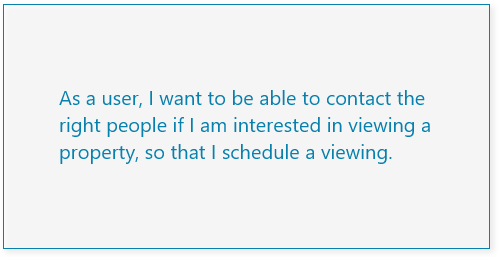 As a user, I want to be able to contact the
right people if I am interested in viewing a
property, so that I schedule a viewing.